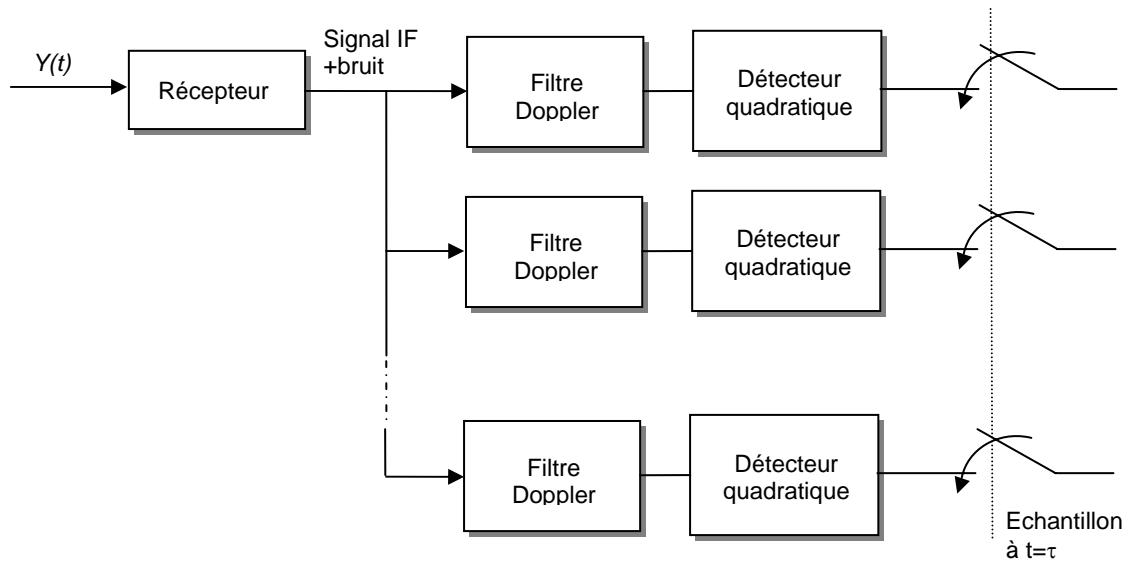 Y(t)
Récepteur
Signal IF
+bruit
Filtre
Doppler
Détecteur
quadratique
Filtre
Doppler
Détecteur
quadratique
Filtre
Doppler
Détecteur
quadratique
Echantillon
à t=τ